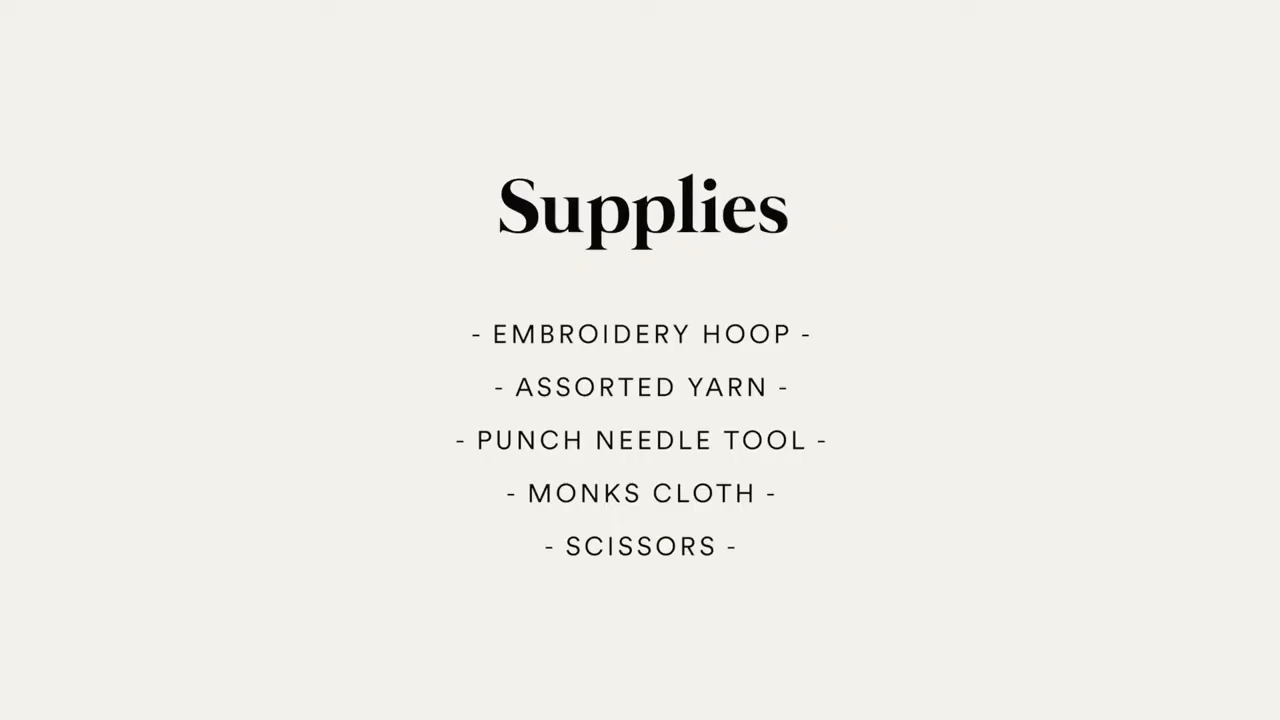 Supplies
- EMBROIDERY HOOP -
- ASSORTED YARN -
- PUNCH NEEDLE TOOL -
- MONKS CLOTH -
- SCISSORS -